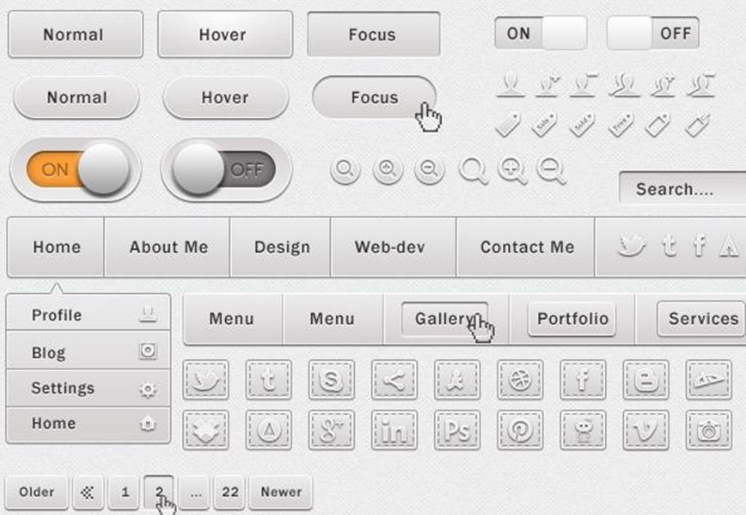 Normal Hover Focus ON OFF
Normal Hover Focus
ON OFF
Search....
Home About Me Design Web-dev Contact Me
Profile
Menu Menu Gallery Portfolio Services
Blog
Settings
Home
in Ps
Older 1 2 ... 22 Newer